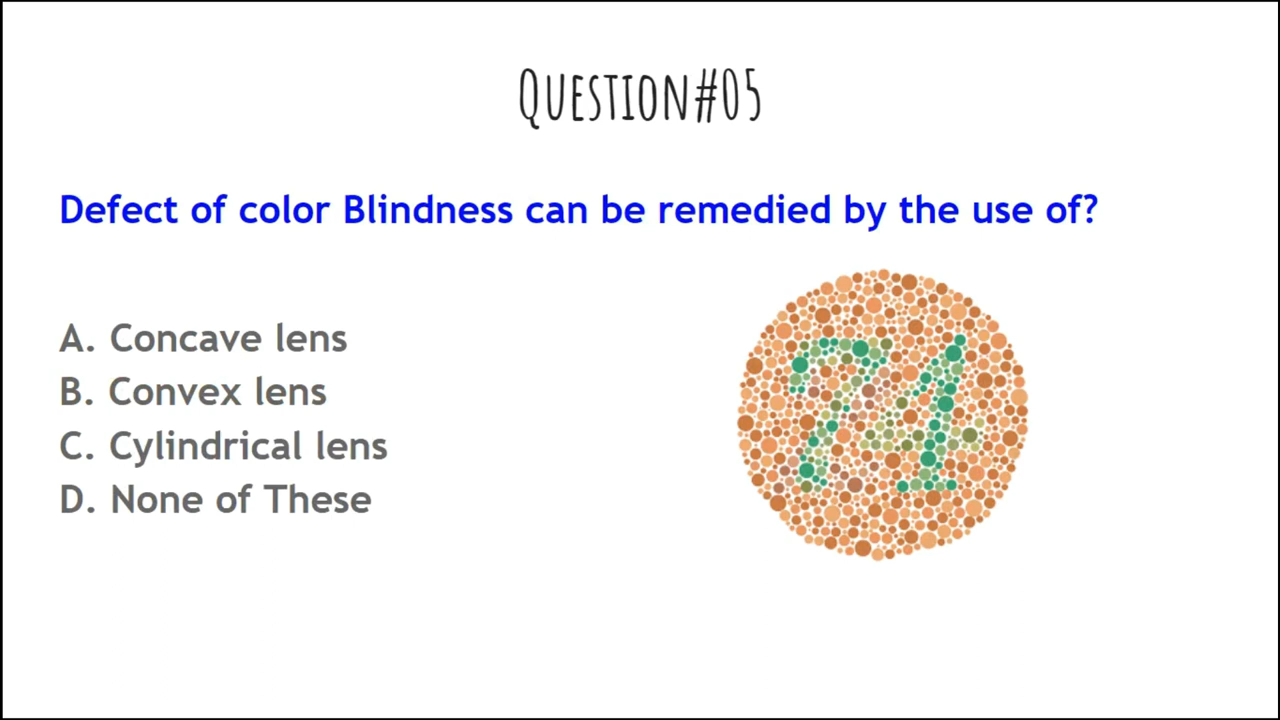 Question#05
Defect of color Blindness can be remedied by the use of?
A. Concave lens
B. Convex lens
C. Cylindrical lens
D. None of These
74